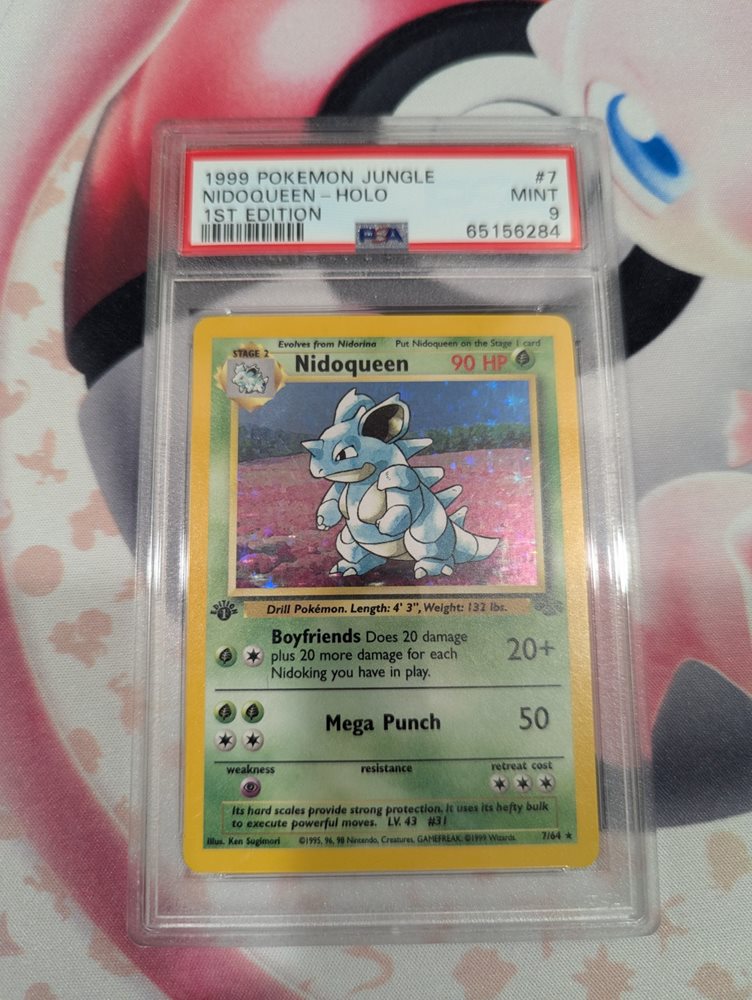 1999 POKEMON JUNGLE #7
NIDOQUEEN – HOLO MINT
1ST EDITION 9
PSA 65156284
Evolves from Nidorina Put Nidoqueen on the Stage 1 card
STAGE 2
Nidoqueen 90 HP
EDITION
1
Drill Pokémon. Length: 4' 3", Weight: 132 lbs.
Boyfriends Does 20 damage
plus 20 more damage for each
Nidoking you have in play.
20+
Mega Punch 50
weakness resistance retreat cost
Its hard scales provide strong protection. It uses its hefty bulk
to execute powerful moves. LV. 43 #31
Illus. Ken Sugimori ©1995, 96, 98 Nintendo, Creatures, GAMEFREAK. ©1999 Wizards. 7/64 ★